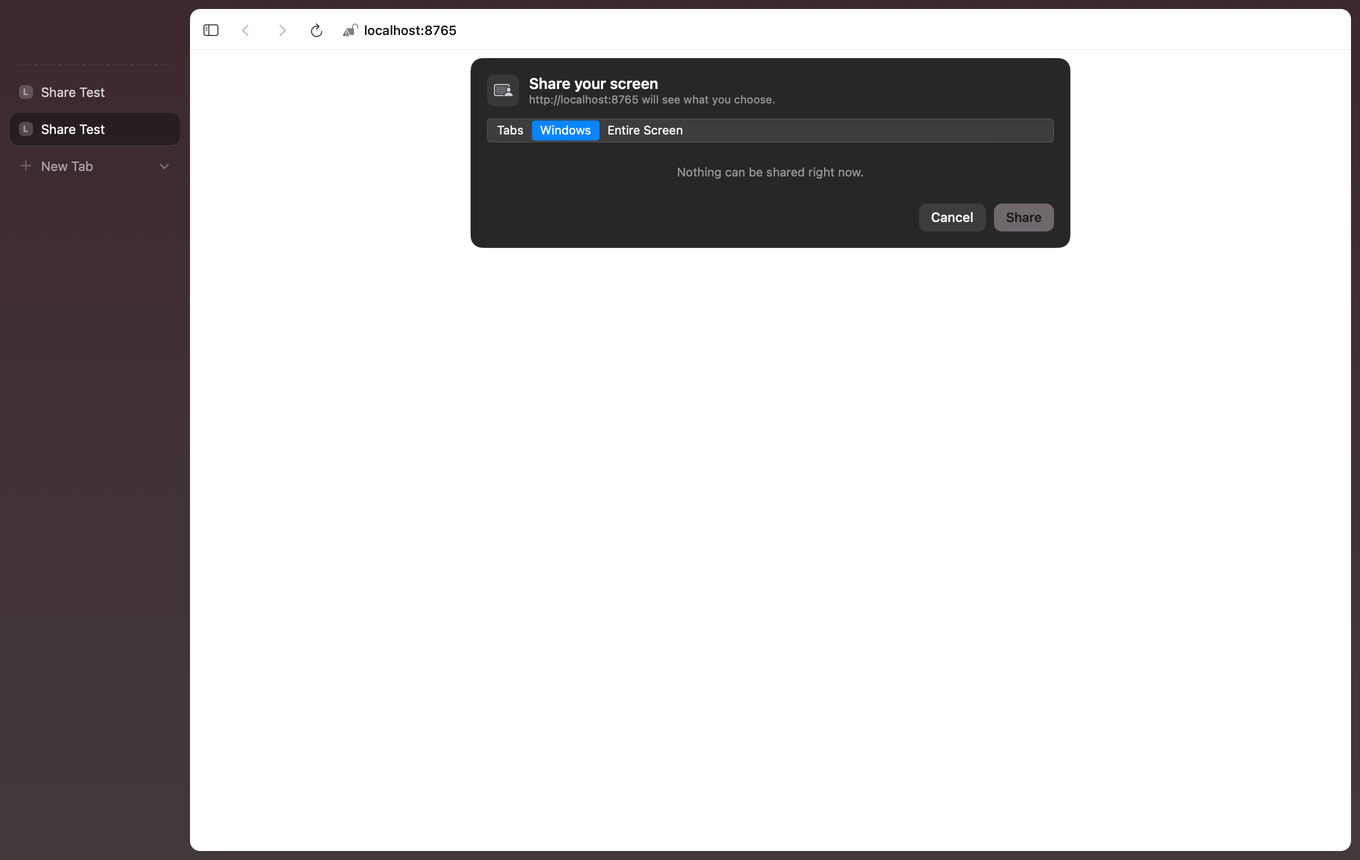 localhost:8765
L Share Test
L Share Test
New Tab
Share your screen
http://localhost:8765 will see what you choose.
Tabs Windows Entire Screen
Nothing can be shared right now.
Cancel Share